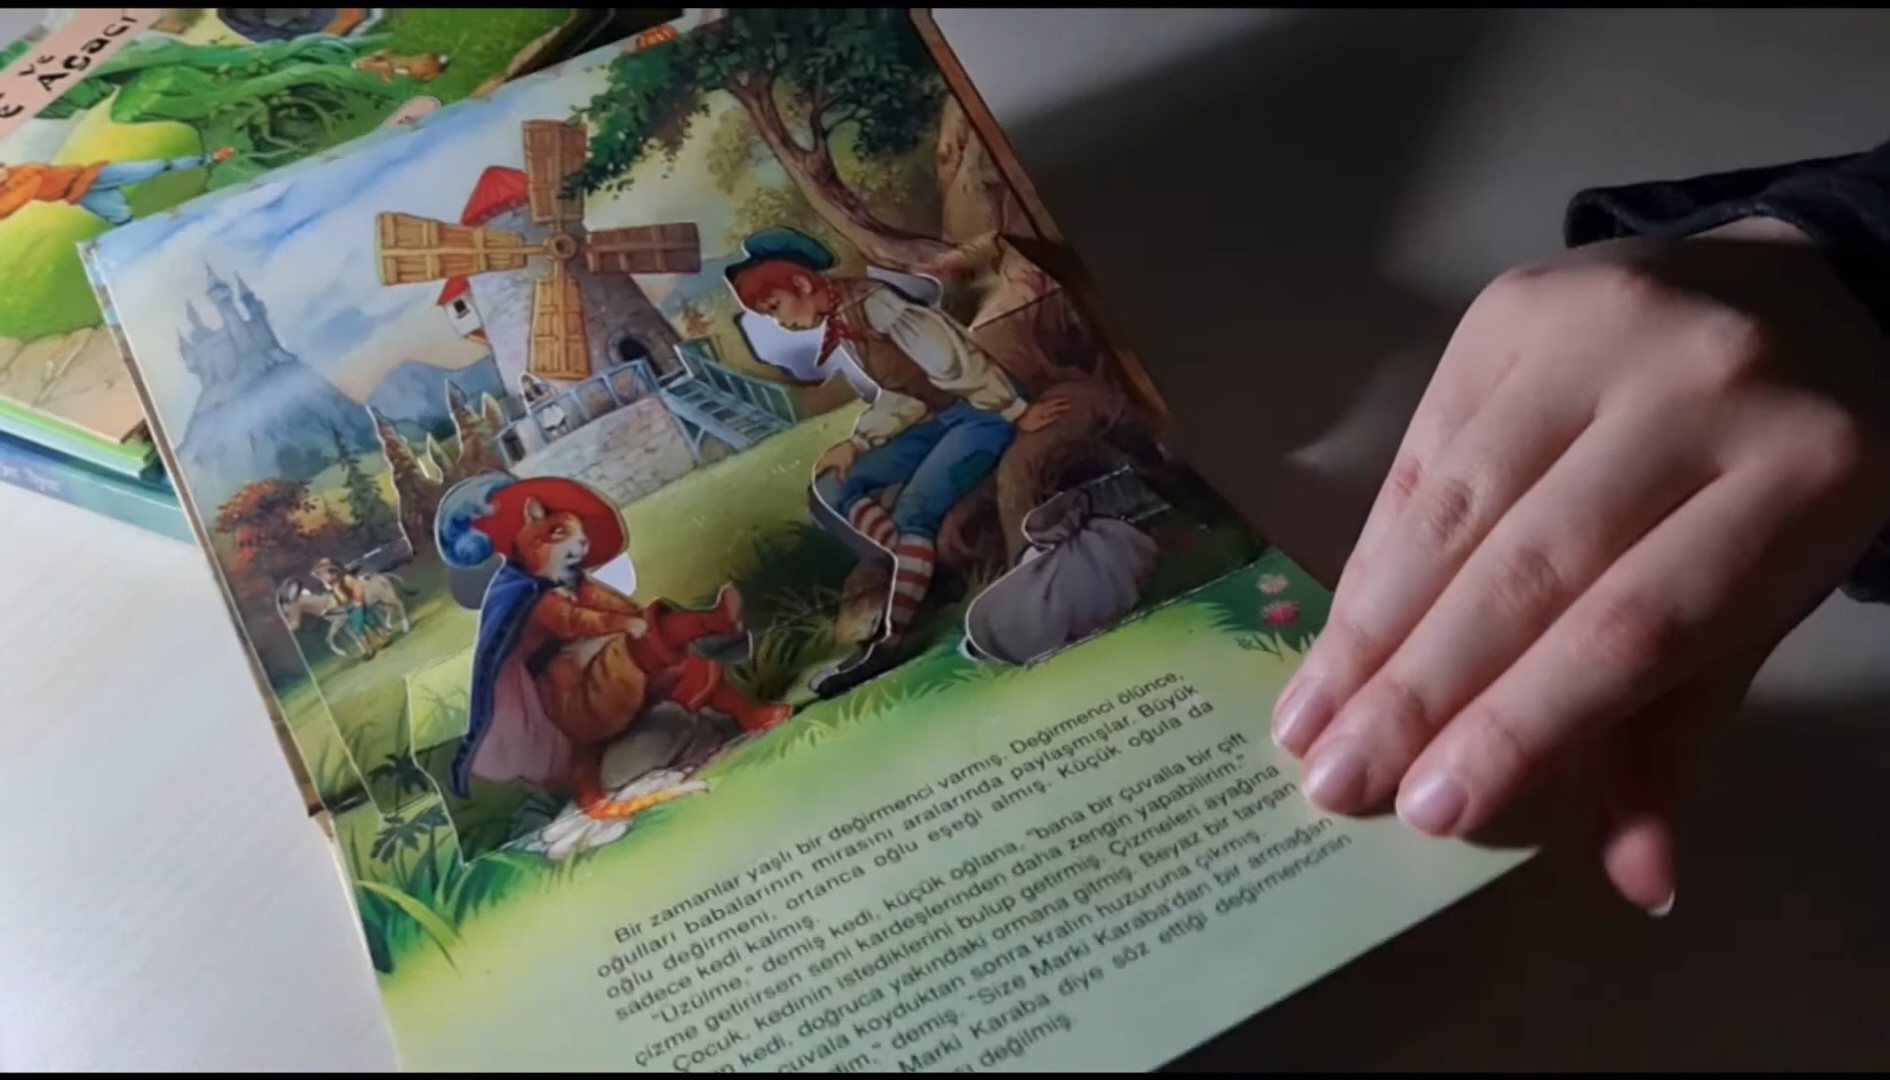 ve
Ağacı
Bir zamanlar yaşlı bir değirmenci varmış. Değirmenci ölünce,
oğulları babalarının mirasını aralarında paylaşmışlar. Büyük
oğlu değirmeni, ortanca oğlu eşeği almış. Küçük oğula da
sadece kedi kalmış.
"Üzülme," demiş kedi, küçük oğlana, "bana bir çuvalla bir çift
çizme getirirsen seni kardeşlerinden daha zengin yapabilirim."
Çocuk, kedinin istediklerini bulup getirmiş. Çizmeleri ayağına
kedi, doğruca yakındaki ormana gitmiş. Beyaz bir tavşan
çuvala koyduktan sonra kralın huzuruna çıkmış.
demiş. "Size Marki Karaba'dan bir armağan
Marki Karaba diye söz ettiği değirmencinin
değilmiş.